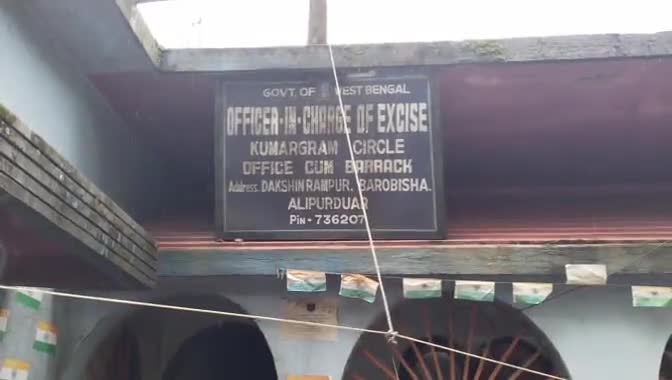 GOVT. OF WEST BENGAL
OFFICER-IN-CHARGE OF EXCISE
KUMARGRAM CIRCLE
OFFICE CUM BARRACK
Address. DAKSHIN RAMPUR, BAROBISHA.
ALIPURDUAR
PIN - 736207